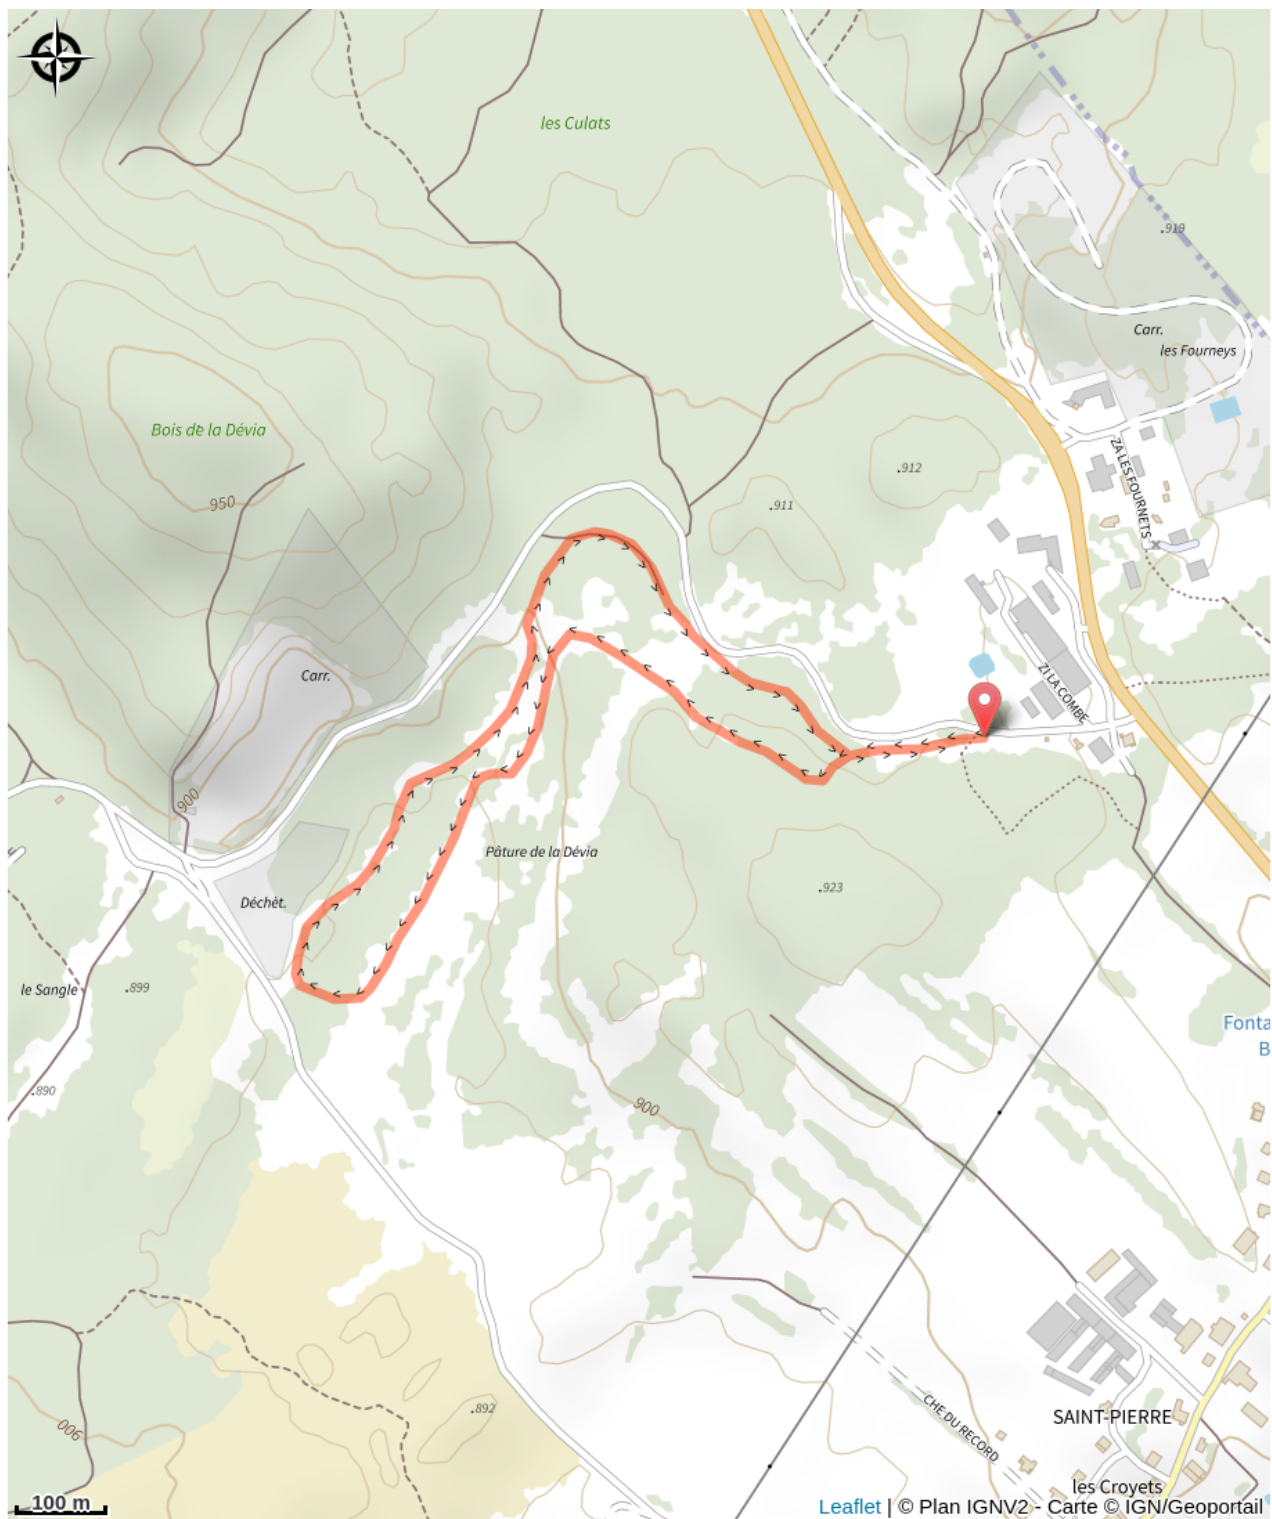 les Culats
.919
Carr.
les Fourneys
Bois de la Dévia
.912
950
.911
ZA LES FOURNETS
Carr.
ZI LA COMBE
900
Pâture de la Dévia
.923
Déchèt.
le Sangle
.899
Fonta
B
.890
900
900
.892
CHE DU RECORD
SAINT-PIERRE
les Croyets
100 m
Leaflet | © Plan IGNV2 - Carte © IGN/Geoportail